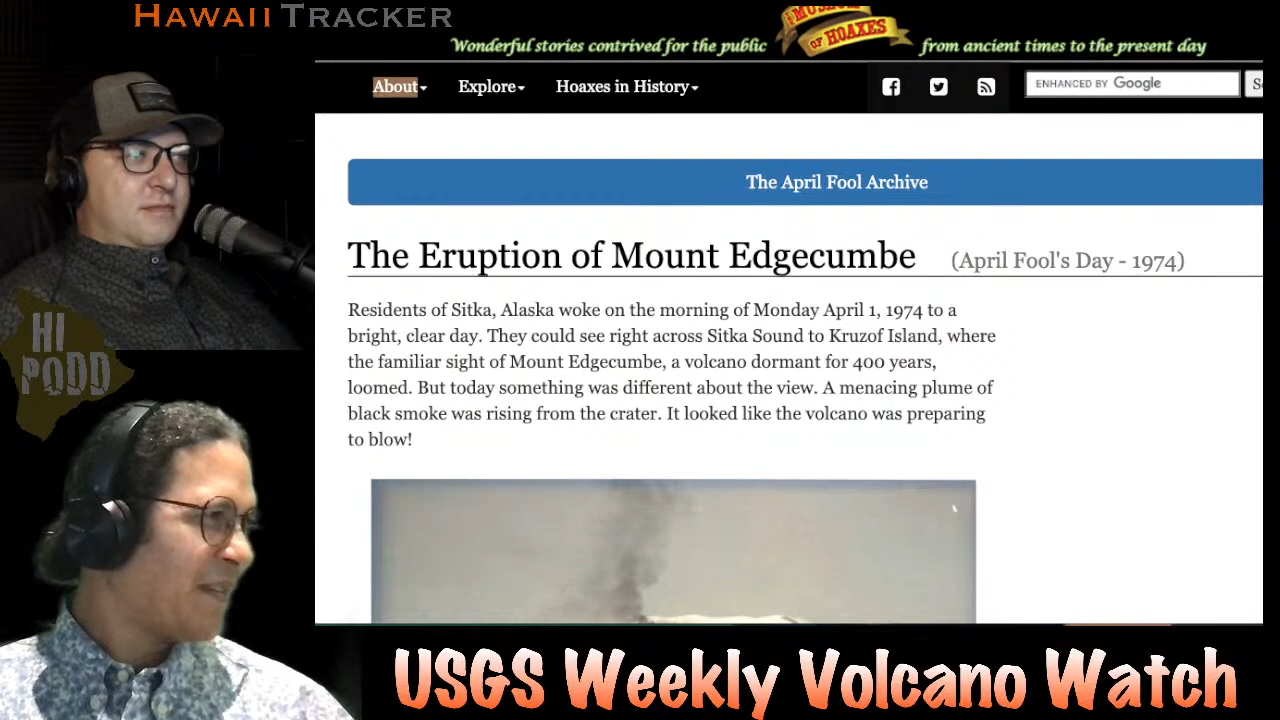 HAWAII TRACKER
MUSEUM
OF HOAXES
Wonderful stories contrived for the public
from ancient times to the present day
About
Explore
Hoaxes in History
ENHANCED BY Google
The April Fool Archive
The Eruption of Mount Edgecumbe (April Fool's Day - 1974)
Residents of Sitka, Alaska woke on the morning of Monday April 1, 1974 to a
bright, clear day. They could see right across Sitka Sound to Kruzof Island, where
the familiar sight of Mount Edgecumbe, a volcano dormant for 400 years,
loomed. But today something was different about the view. A menacing plume of
black smoke was rising from the crater. It looked like the volcano was preparing
to blow!
HI
PODD
USGS Weekly Volcano Watch